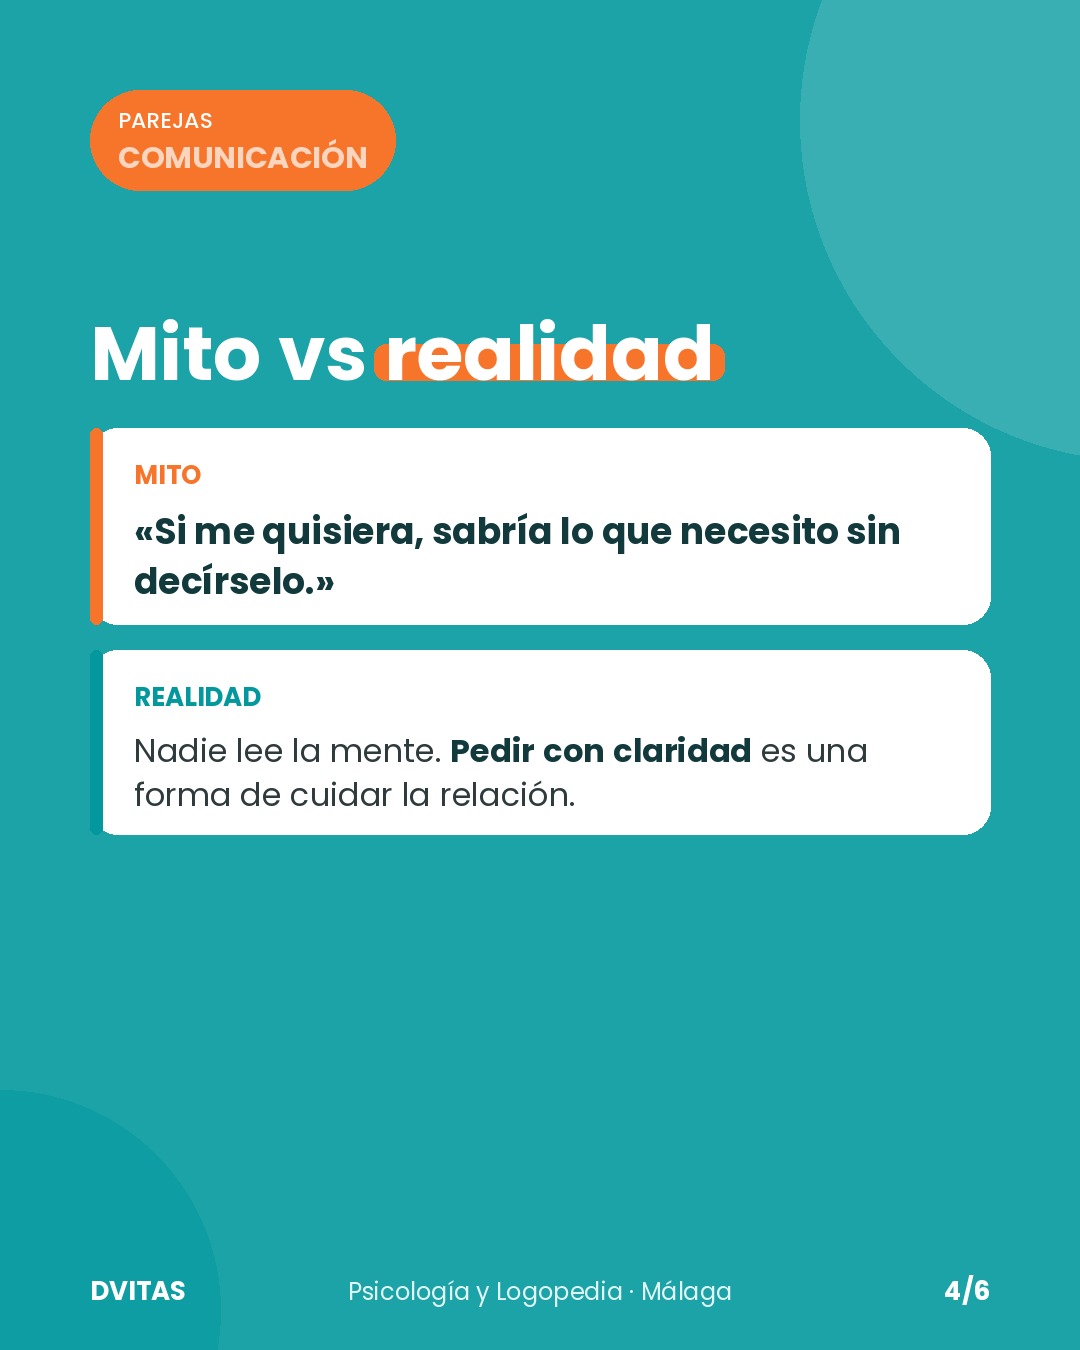 PAREJAS
COMUNICACIÓN
Mito vs realidad
MITO
«Si me quisiera, sabría lo que necesito sin
decírselo.»
REALIDAD
Nadie lee la mente. Pedir con claridad es una
forma de cuidar la relación.
DVITAS
Psicología y Logopedia · Málaga
4/6